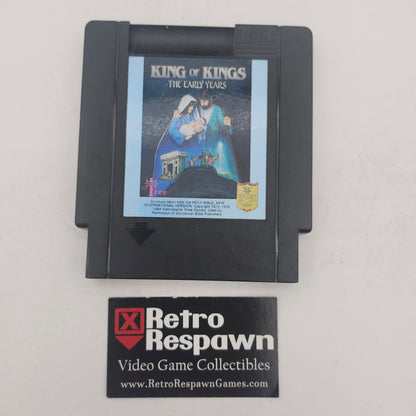 KING OF KINGS
THE EARLY YEARS
Tree
Scripture taken from the HOLY BIBLE, NEW
INTERNATIONAL VERSION. Copyright 1973, 1978,
1984 International Bible Society. Used by
Permission of Zondervan Bible Publishers.
Retro
Respawn
Video Game Collectibles
www.RetroRespawnGames.com